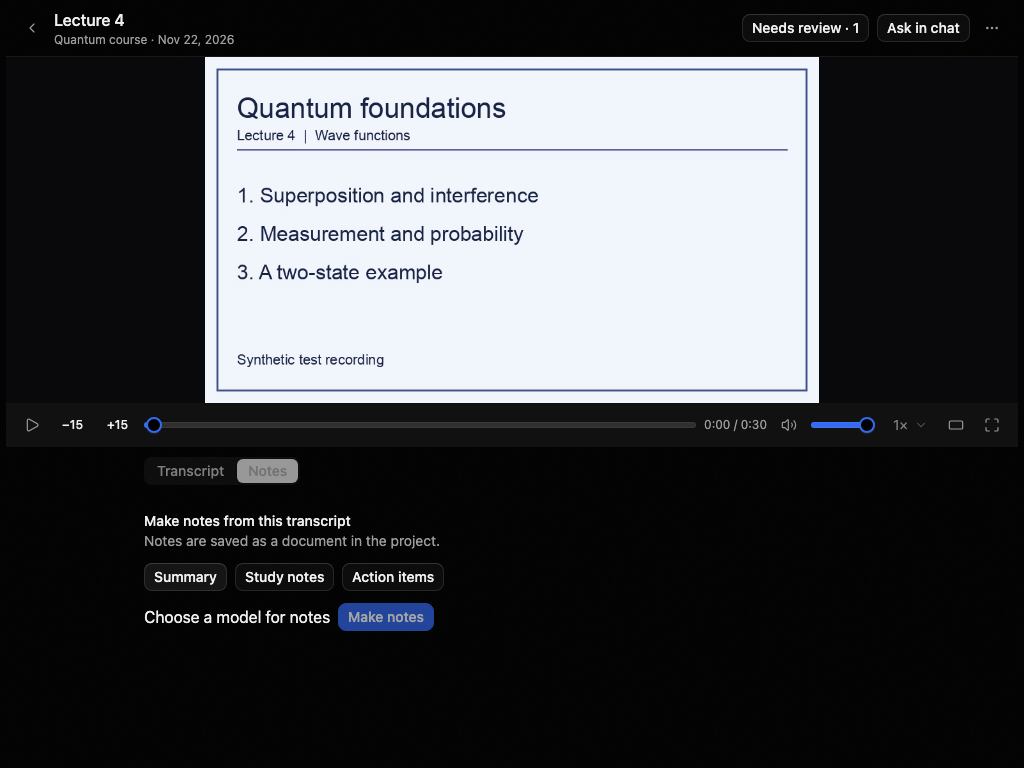 Lecture 4
Quantum course · Nov 22, 2026
Needs review · 1
Ask in chat
Quantum foundations
Lecture 4 | Wave functions
1. Superposition and interference
2. Measurement and probability
3. A two-state example
Synthetic test recording
−15
+15
0:00 / 0:30
1×
Transcript
Notes
Make notes from this transcript
Notes are saved as a document in the project.
Summary
Study notes
Action items
Choose a model for notes
Make notes